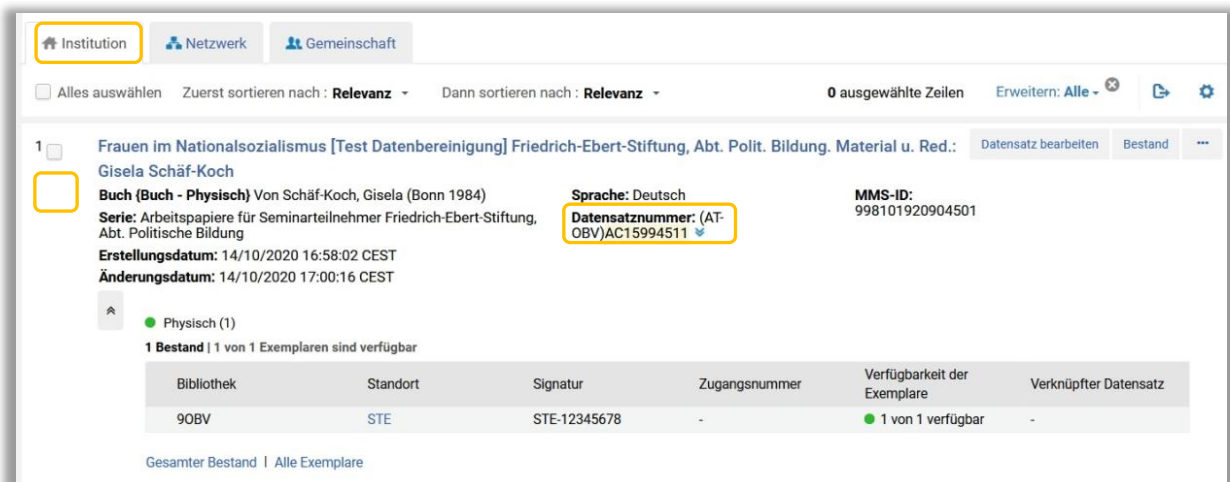 Institution Netzwerk Gemeinschaft
Alles auswählen Zuerst sortieren nach : Relevanz Dann sortieren nach : Relevanz 0 ausgewählte Zeilen Erweitern: Alle
1 Frauen im Nationalsozialismus [Test Datenbereinigung] Friedrich-Ebert-Stiftung, Abt. Polit. Bildung. Material u. Red.: Datensatz bearbeiten Bestand ...
Gisela Schäf-Koch
Buch {Buch - Physisch} Von Schäf-Koch, Gisela (Bonn 1984) Sprache: Deutsch MMS-ID:
998101920904501
Serie: Arbeitspapiere für Seminarteilnehmer Friedrich-Ebert-Stiftung, Datensatznummer: (AT-
Abt. Politische Bildung OBV)AC15994511
Erstellungsdatum: 14/10/2020 16:58:02 CEST
Änderungsdatum: 14/10/2020 17:00:16 CEST
Physisch (1)
1 Bestand | 1 von 1 Exemplaren sind verfügbar
Bibliothek Standort Signatur Zugangsnummer Verfügbarkeit der Exemplare Verknüpfter Datensatz
9OBV STE STE-12345678 - 1 von 1 verfügbar -
Gesamter Bestand | Alle Exemplare